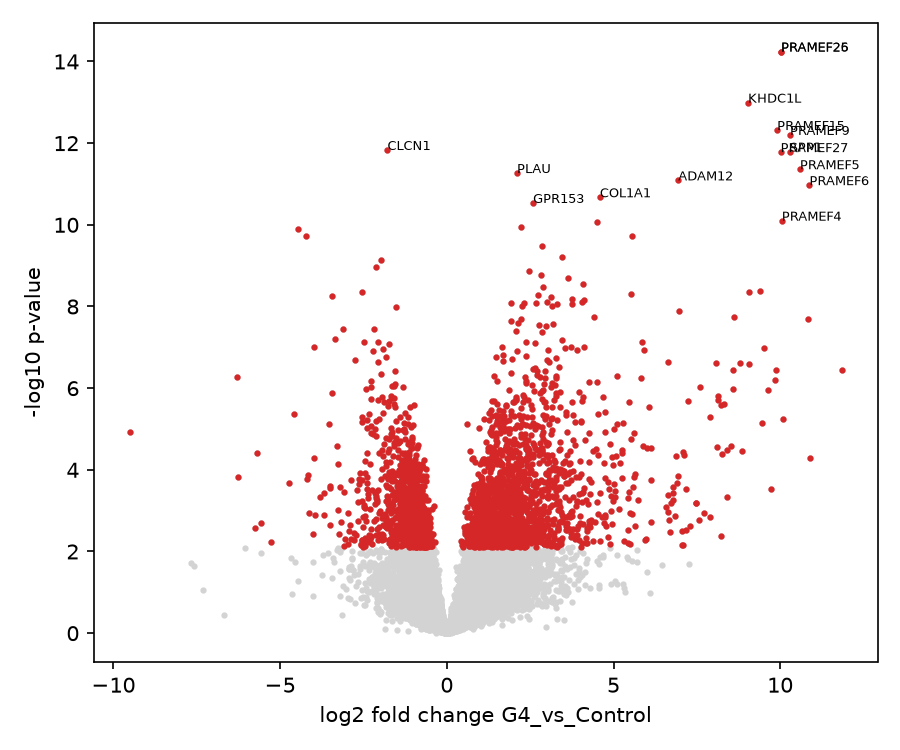 PRAMEF26
KHDC1L
PRAMEF15
PRAMEF9
CLCN1
PRAMEF27
PLAU
PRAMEF5
ADAM12
PRAMEF6
GPR153
COL1A1
PRAMEF4
14
12
10
8
6
4
2
0
-log10 p-value
−10
−5
0
5
10
log2 fold change G4_vs_Control